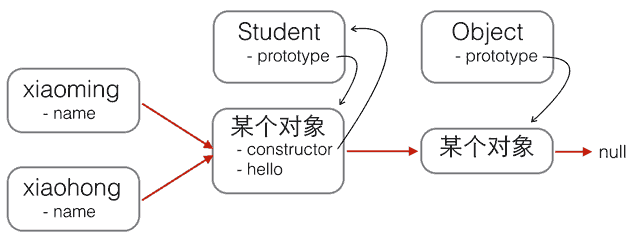 xiaoming
- name
xiaohong
- name
Student
- prototype
某个对象
- constructor
- hello
Object
- prototype
某个对象
null